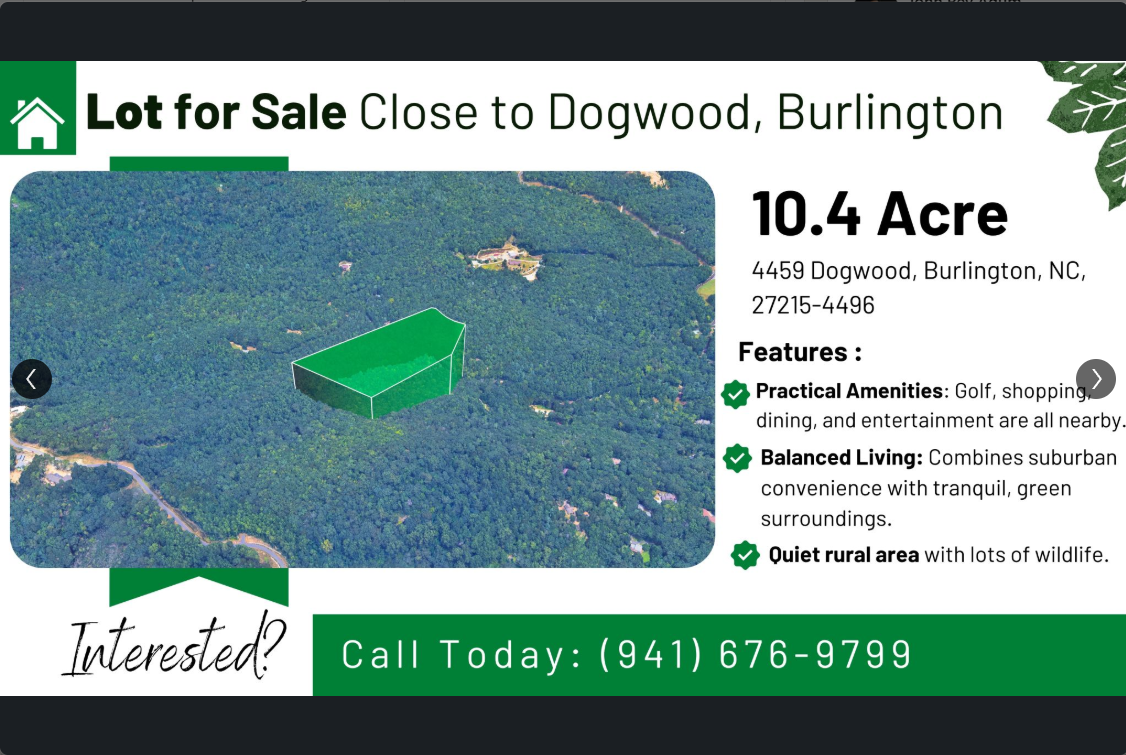 Lot for Sale Close to Dogwood, Burlington
10.4 Acre
4459 Dogwood, Burlington, NC,
27215-4496
Features :
Practical Amenities: Golf, shopping,
dining, and entertainment are all nearby.
Balanced Living: Combines suburban
convenience with tranquil, green
surroundings.
Quiet rural area with lots of wildlife.
Interested?
Call Today: (941) 676-9799